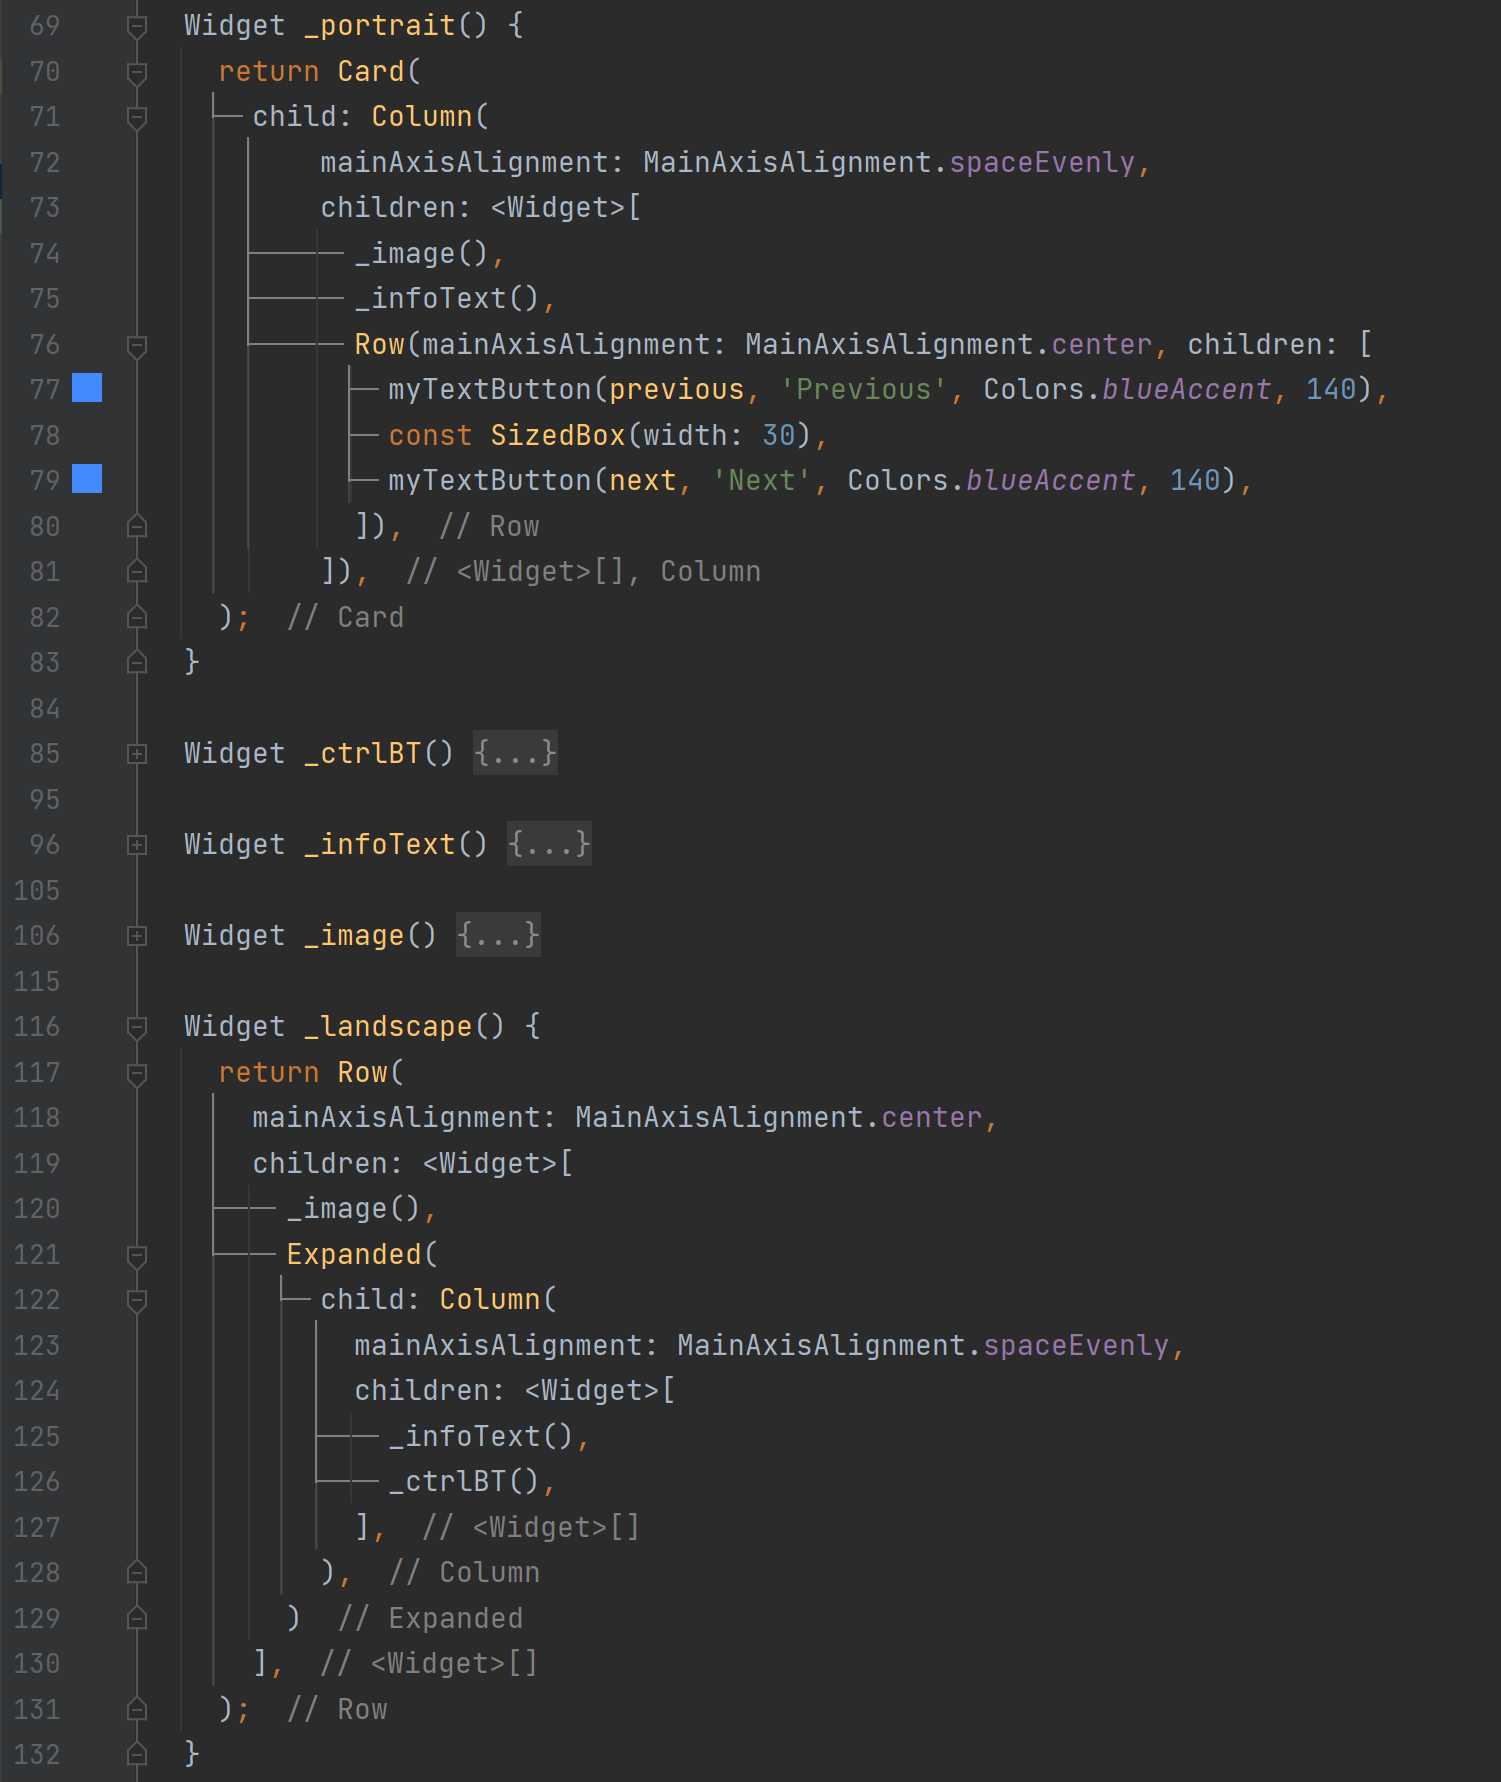 69 Widget _portrait() {
70 return Card(
71 child: Column(
72 mainAxisAlignment: MainAxisAlignment.spaceEvenly,
73 children: <Widget>[
74 _image(),
75 _infoText(),
76 Row(mainAxisAlignment: MainAxisAlignment.center, children: [
77 myTextButton(previous, 'Previous', Colors.blueAccent, 140),
78 const SizedBox(width: 30),
79 myTextButton(next, 'Next', Colors.blueAccent, 140),
80 ]), // Row
81 ]), // <Widget>[], Column
82 ); // Card
83 }
84
85 Widget _ctrlBT() {...}
95
96 Widget _infoText() {...}
105
106 Widget _image() {...}
115
116 Widget _landscape() {
117 return Row(
118 mainAxisAlignment: MainAxisAlignment.center,
119 children: <Widget>[
120 _image(),
121 Expanded(
122 child: Column(
123 mainAxisAlignment: MainAxisAlignment.spaceEvenly,
124 children: <Widget>[
125 _infoText(),
126 _ctrlBT(),
127 ], // <Widget>[]
128 ), // Column
129 ) // Expanded
130 ], // <Widget>[]
131 ); // Row
132 }